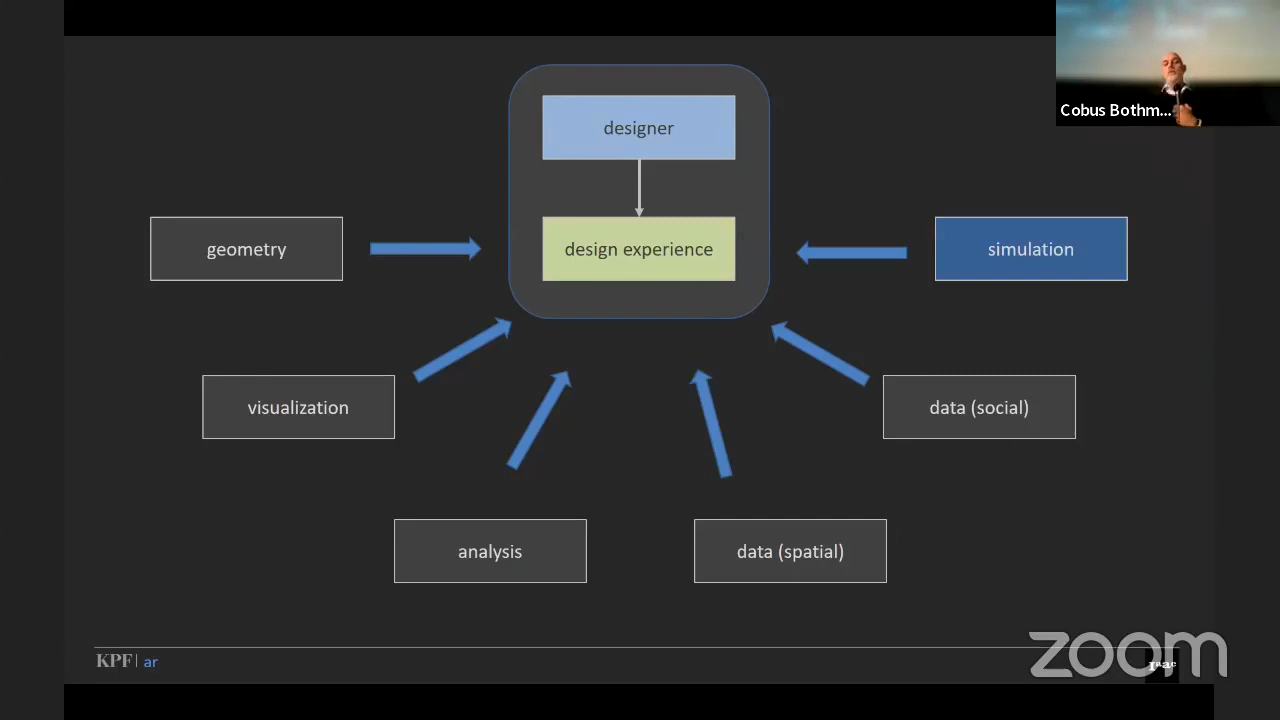 designer
Cobus Bothm...
geometry
design experience
simulation
visualization
data (social)
analysis
data (spatial)
KPF | ar
zoom